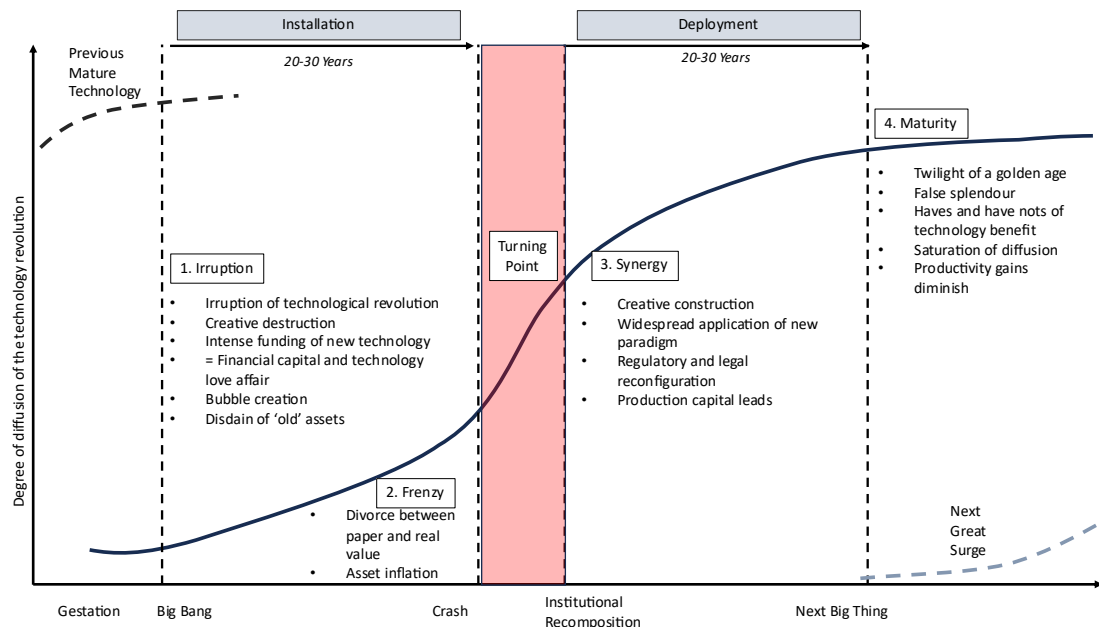 Installation
Deployment
20-30 Years
20-30 Years
Previous
Mature
Technology
4. Maturity
• Twilight of a golden age
• False splendour
• Haves and have nots of
technology benefit
• Saturation of diffusion
• Productivity gains
diminish
Turning
Point
1. Irruption
• Irruption of technological revolution
• Creative destruction
• Intense funding of new technology
• = Financial capital and technology
love affair
• Bubble creation
• Disdain of ‘old’ assets
3. Synergy
• Creative construction
• Widespread application of new
paradigm
• Regulatory and legal
reconfiguration
• Production capital leads
2. Frenzy
• Divorce between
paper and real
value
• Asset inflation
Next
Great
Surge
Degree of diffusion of the technology revolution
Gestation
Big Bang
Crash
Institutional
Recomposition
Next Big Thing